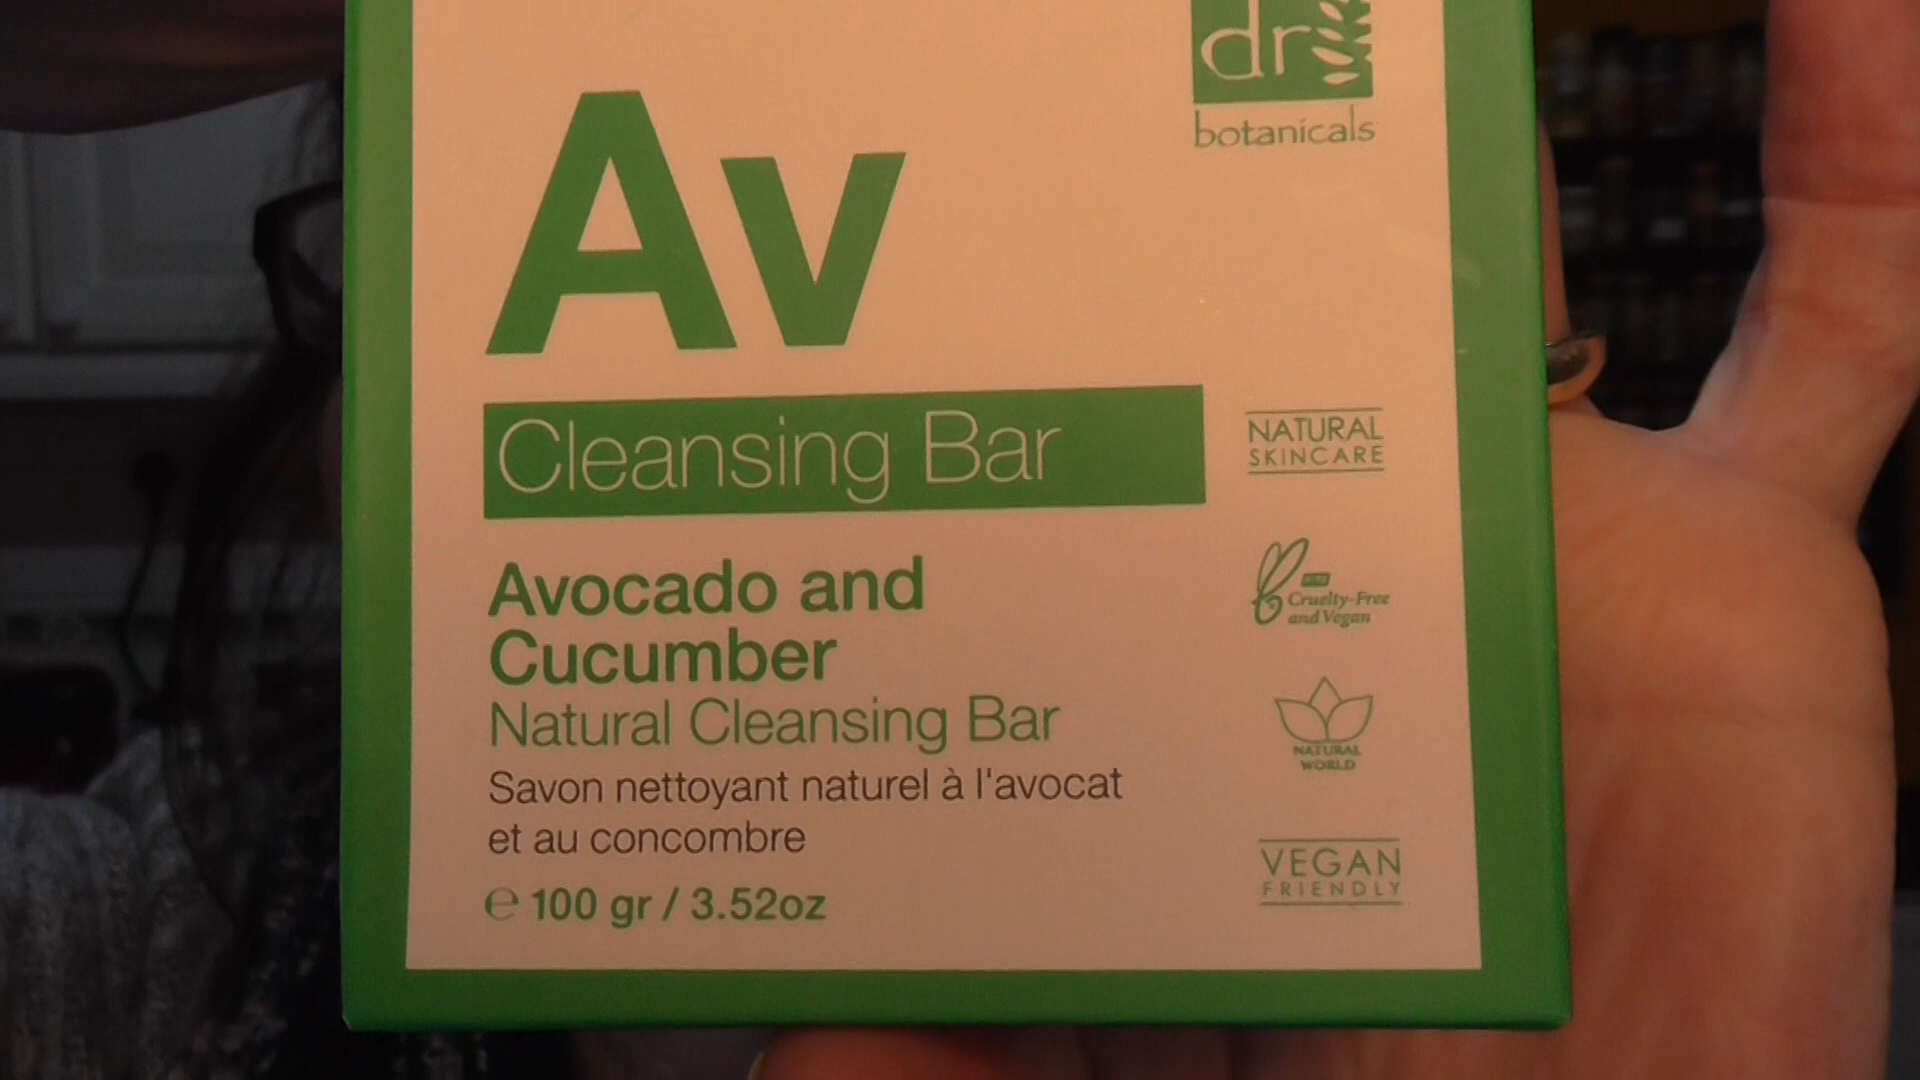 dr
botanicals
Av
Cleansing Bar
NATURAL
SKINCARE
Avocado and
Cucumber
Natural Cleansing Bar
Savon nettoyant naturel à l'avocat
et au concombre
℮ 100 gr / 3.52oz
Cruelty-Free
and Vegan
NATURAL
WORLD
VEGAN
FRIENDLY